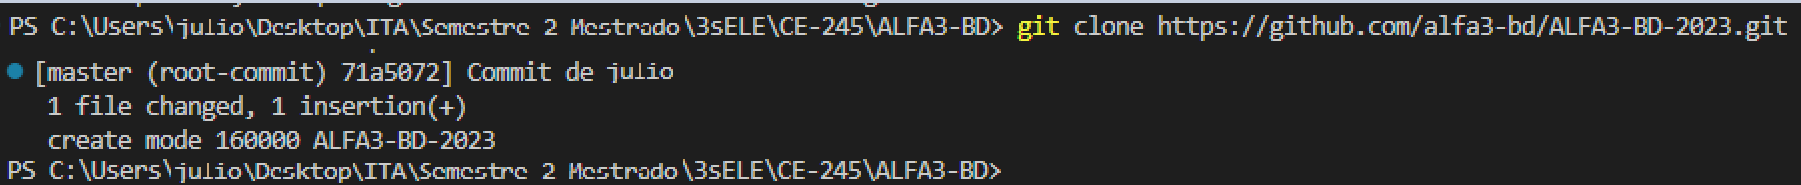 PS C:\Users\julio\Desktop\ITA\Semestre 2 Mestrado\3sELE\CE-245\ALFA3-BD> git clone https://github.com/alfa3-bd/ALFA3-BD-2023.git
[master (root-commit) 71a5072] Commit de julio
1 file changed, 1 insertion(+)
create mode 160000 ALFA3-BD-2023
PS C:\Users\julio\Desktop\ITA\Semestre 2 Mestrado\3sELE\CE-245\ALFA3-BD>